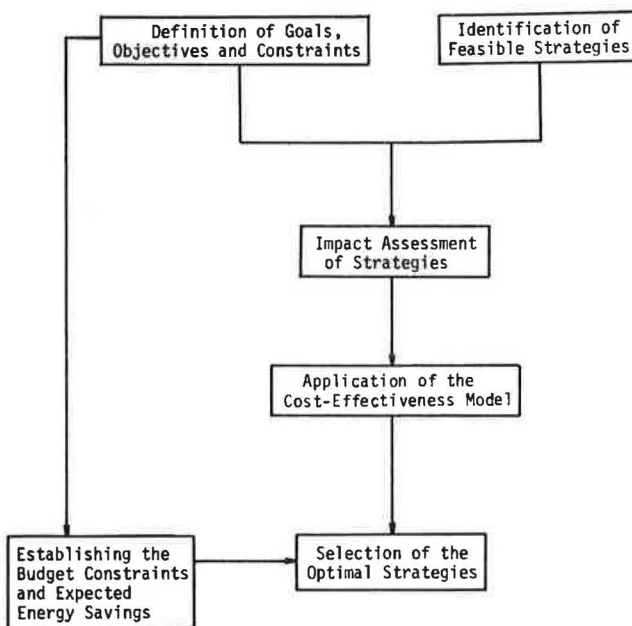 Definition of Goals,
Objectives and Constraints
Identification of
Feasible Strategies
Impact Assessment
of Strategies
Application of the
Cost-Effectiveness Model
Establishing the
Budget Constraints
and Expected
Energy Savings
Selection of the
Optimal Strategies